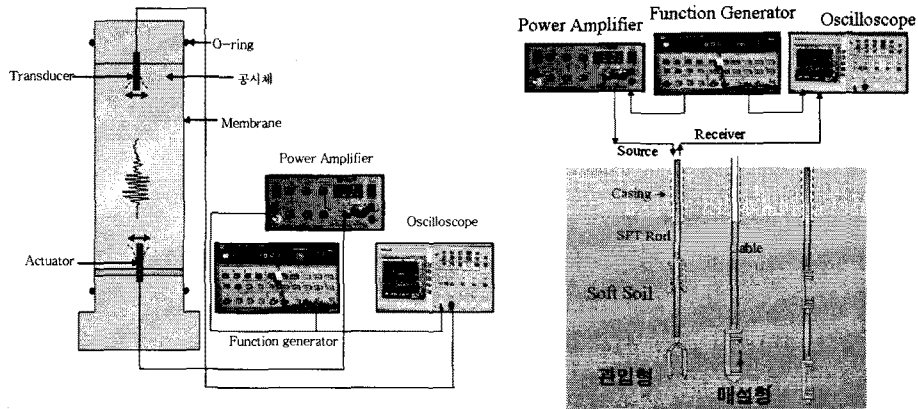 O-ring
Transducer
공시체
Membrane
Power Amplifier
Oscilloscope
Actuator
Function generator
Power Amplifier
Function Generator
Oscilloscope
Receiver
Source
Casing
SPT Rod
able
Soft Soil
관입형
매설형